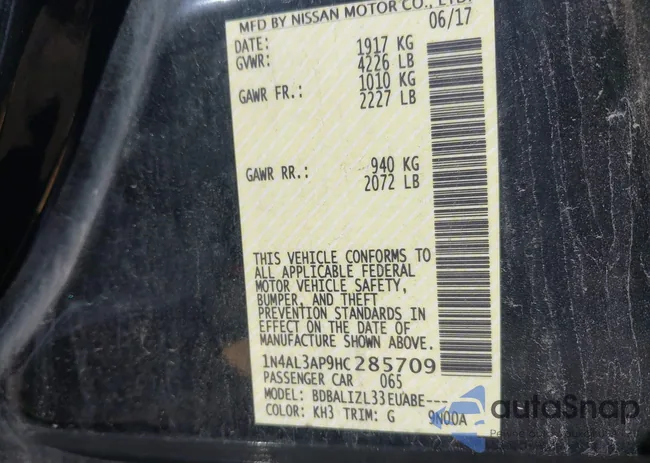 MFD BY NISSAN MOTOR CO., LTD.
DATE: 06/17
GVWR: 1917 KG
4226 LB
GAWR FR.: 1010 KG
2227 LB
GAWR RR.: 940 KG
2072 LB
THIS VEHICLE CONFORMS TO
ALL APPLICABLE FEDERAL
MOTOR VEHICLE SAFETY,
BUMPER, AND THEFT
PREVENTION STANDARDS IN
EFFECT ON THE DATE OF
MANUFACTURE SHOWN ABOVE.
1N4AL3AP9HC285709
PASSENGER CAR 065
MODEL: BDBALIZL33EUABE---
COLOR: KH3 TRIM: G 9N00A
autoSnap